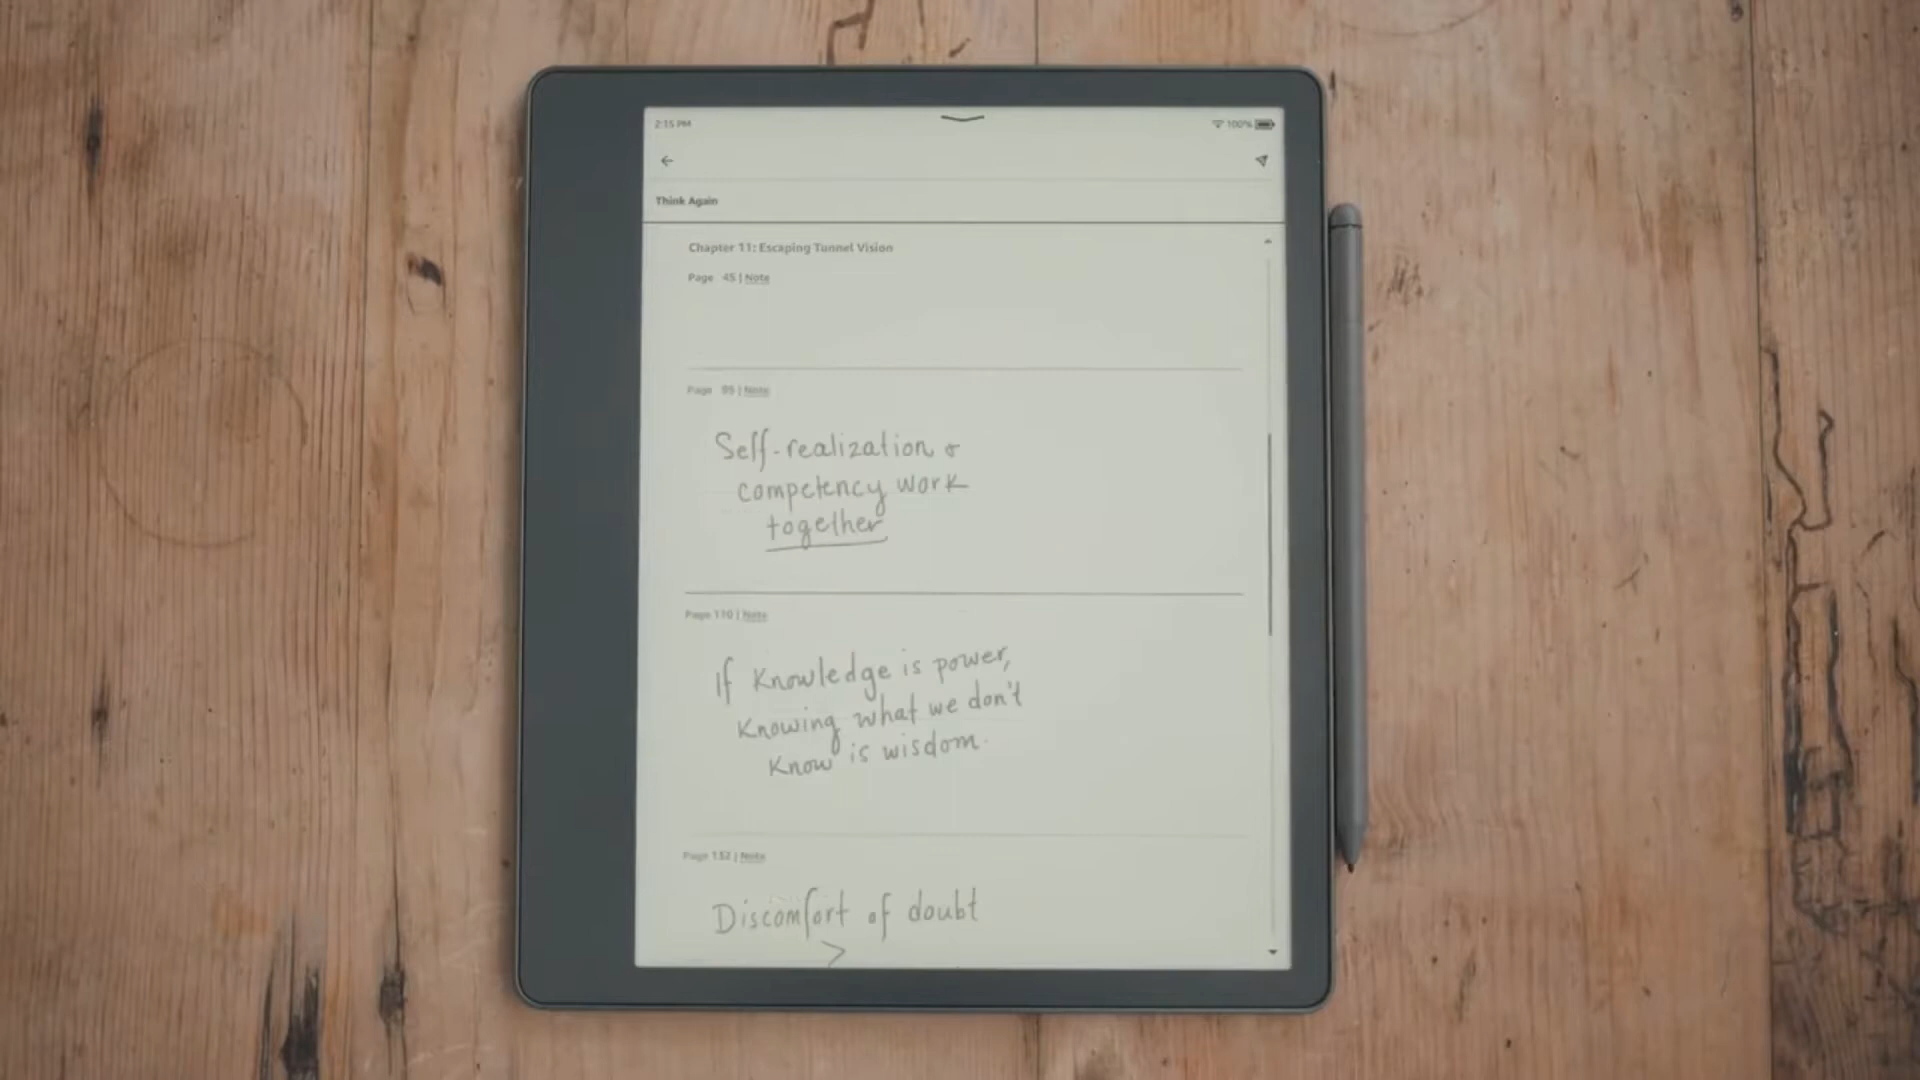 2:15 PM 100%
Think Again
Chapter 11: Escaping Tunnel Vision
Page 45 | Note
Page 95 | Note
Self-realization &
competency work
together
Page 110 | Note
If Knowledge is power,
Knowing what we don't
Know is wisdom.
Page 132 | Note
Discomfort of doubt
>